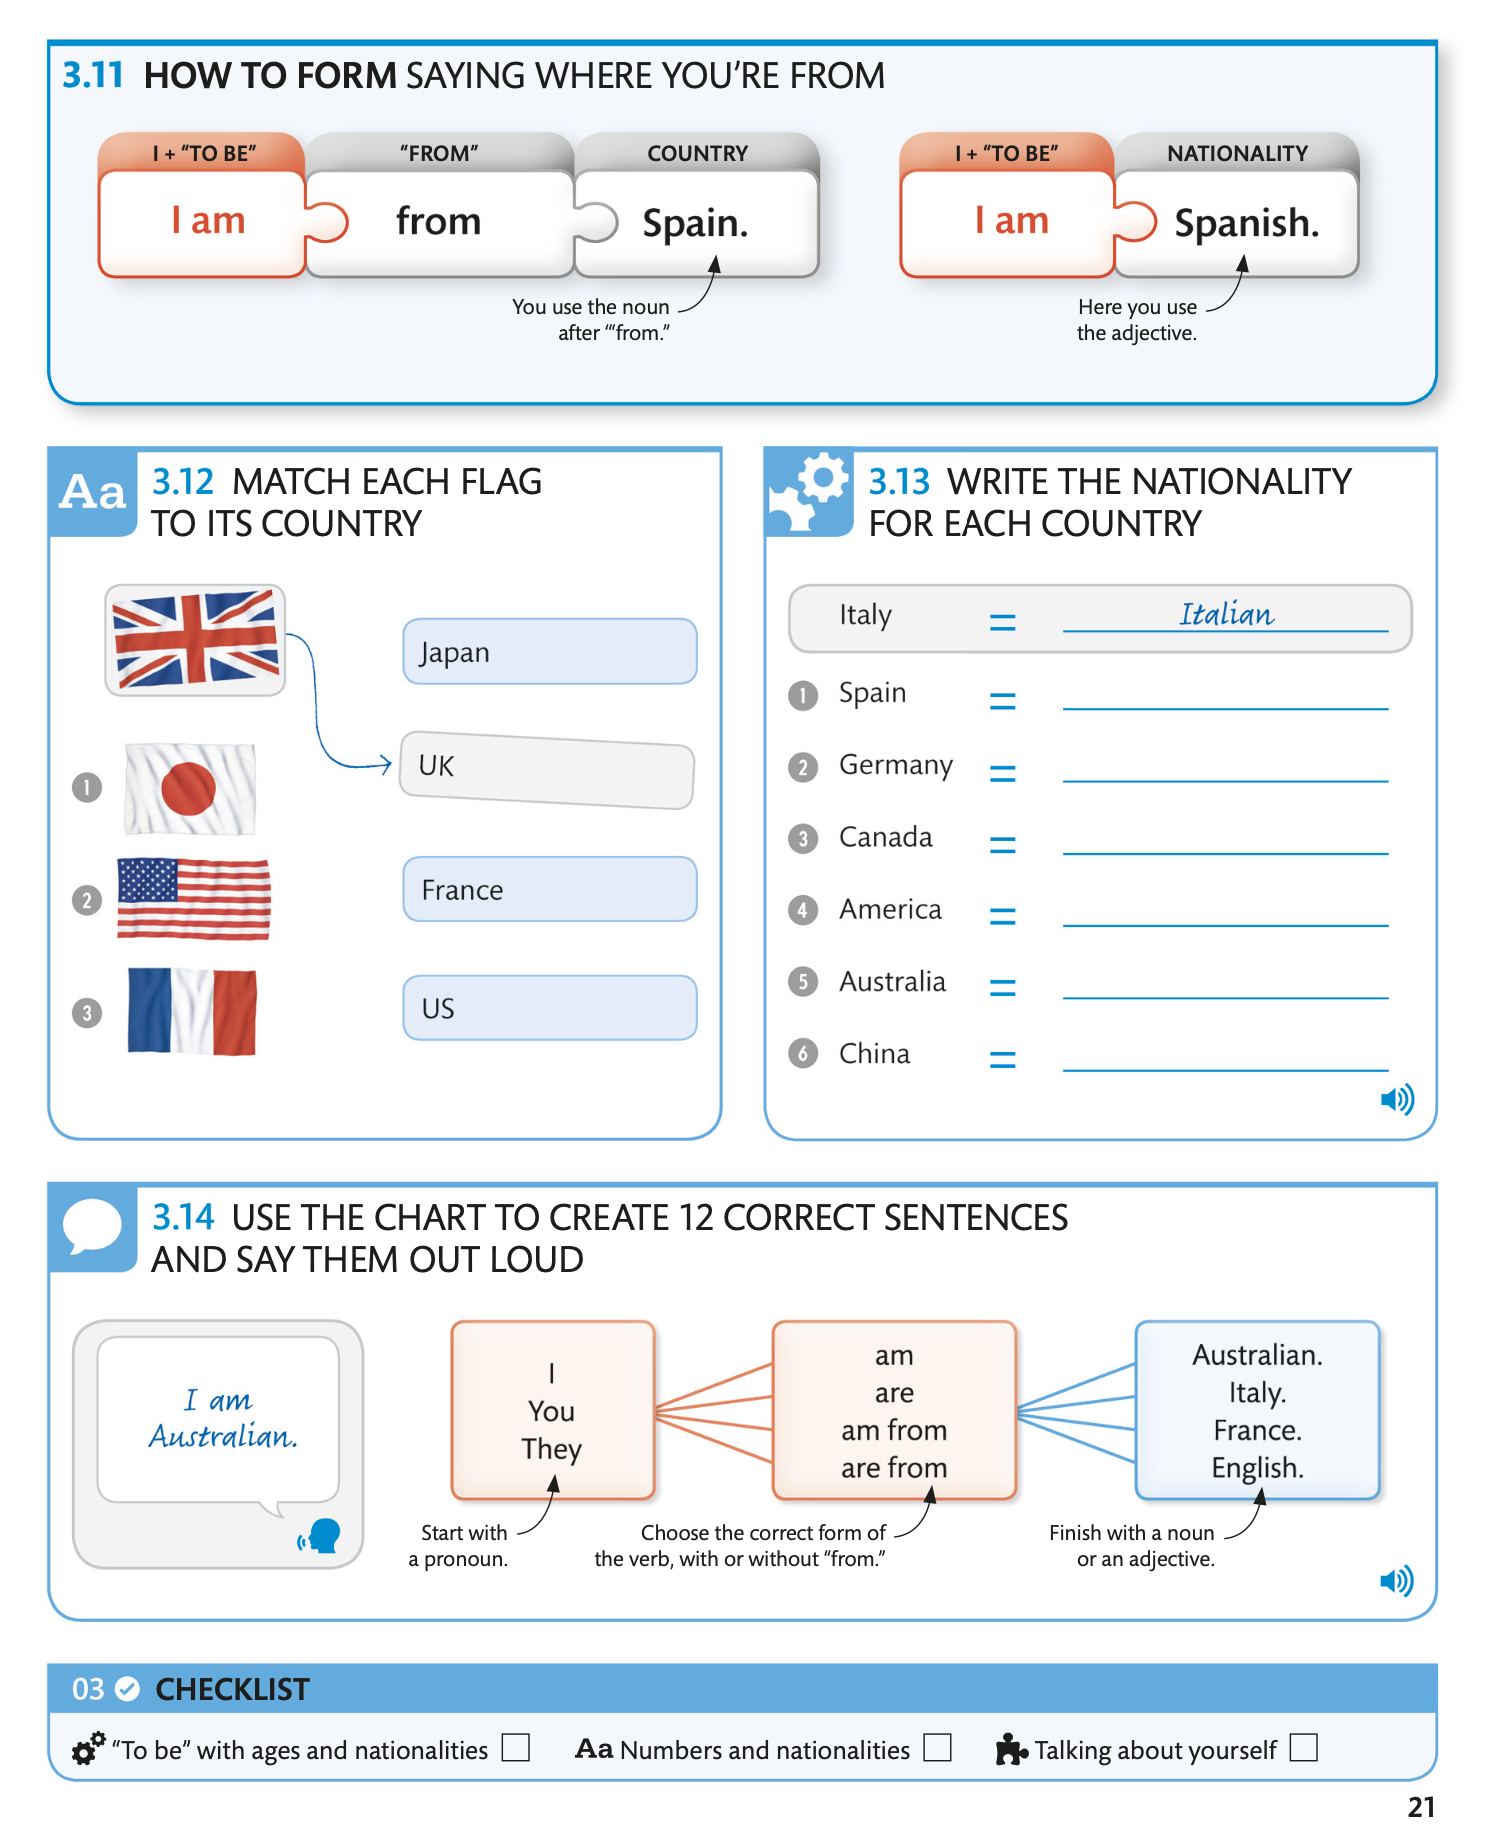 3.11 HOW TO FORM SAYING WHERE YOU'RE FROM
I + "TO BE" "FROM" COUNTRY
I am from Spain.
You use the noun
after '"from."
I + "TO BE" NATIONALITY
I am Spanish.
Here you use
the adjective.
Aa 3.12 MATCH EACH FLAG
TO ITS COUNTRY
Japan
UK
France
US
1
2
3
3.13 WRITE THE NATIONALITY
FOR EACH COUNTRY
Italy = Italian
1 Spain =
2 Germany =
3 Canada =
4 America =
5 Australia =
6 China =
3.14 USE THE CHART TO CREATE 12 CORRECT SENTENCES
AND SAY THEM OUT LOUD
I am
Australian.
I
You
They
Start with
a pronoun.
am
are
am from
are from
Choose the correct form of
the verb, with or without "from."
Australian.
Italy.
France.
English.
Finish with a noun
or an adjective.
03 CHECKLIST
"To be" with ages and nationalities Aa Numbers and nationalities Talking about yourself
21